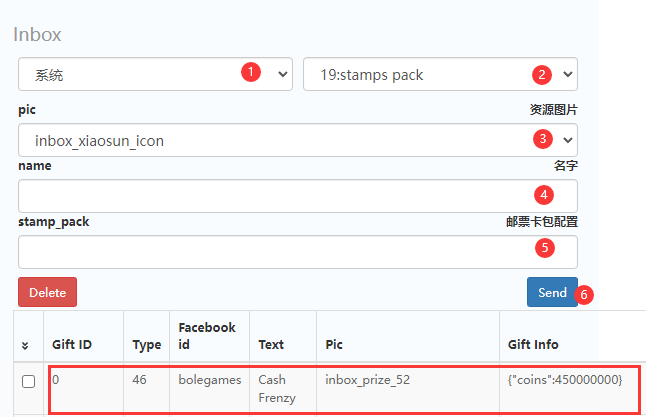 Inbox
系统 1 19:stamps pack 2
pic 资源图片
inbox_xiaosun_icon 3
name 名字
4
stamp_pack 邮票卡包配置
5
Delete Send 6
Gift ID Type Facebook id Text Pic Gift Info
0 46 bolegames Cash Frenzy inbox_prize_52 {"coins":450000000}